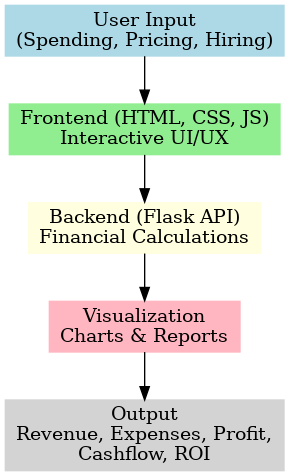 User Input
(Spending, Pricing, Hiring)
Frontend (HTML, CSS, JS)
Interactive UI/UX
Backend (Flask API)
Financial Calculations
Visualization
Charts & Reports
Output
Revenue, Expenses, Profit,
Cashflow, ROI